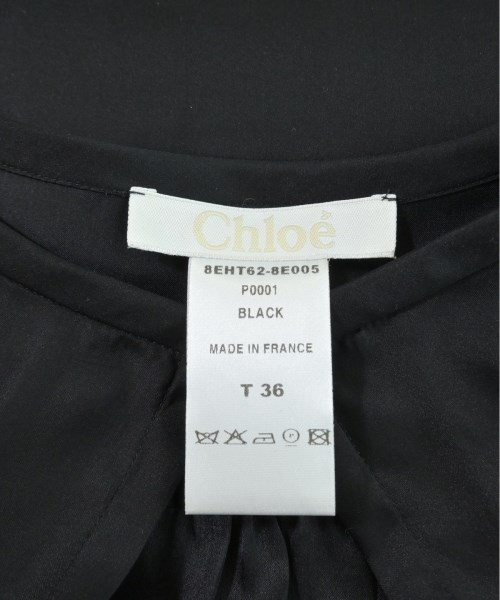 Chloé
8EHT62-8E005
P0001
BLACK
MADE IN FRANCE
T 36
P